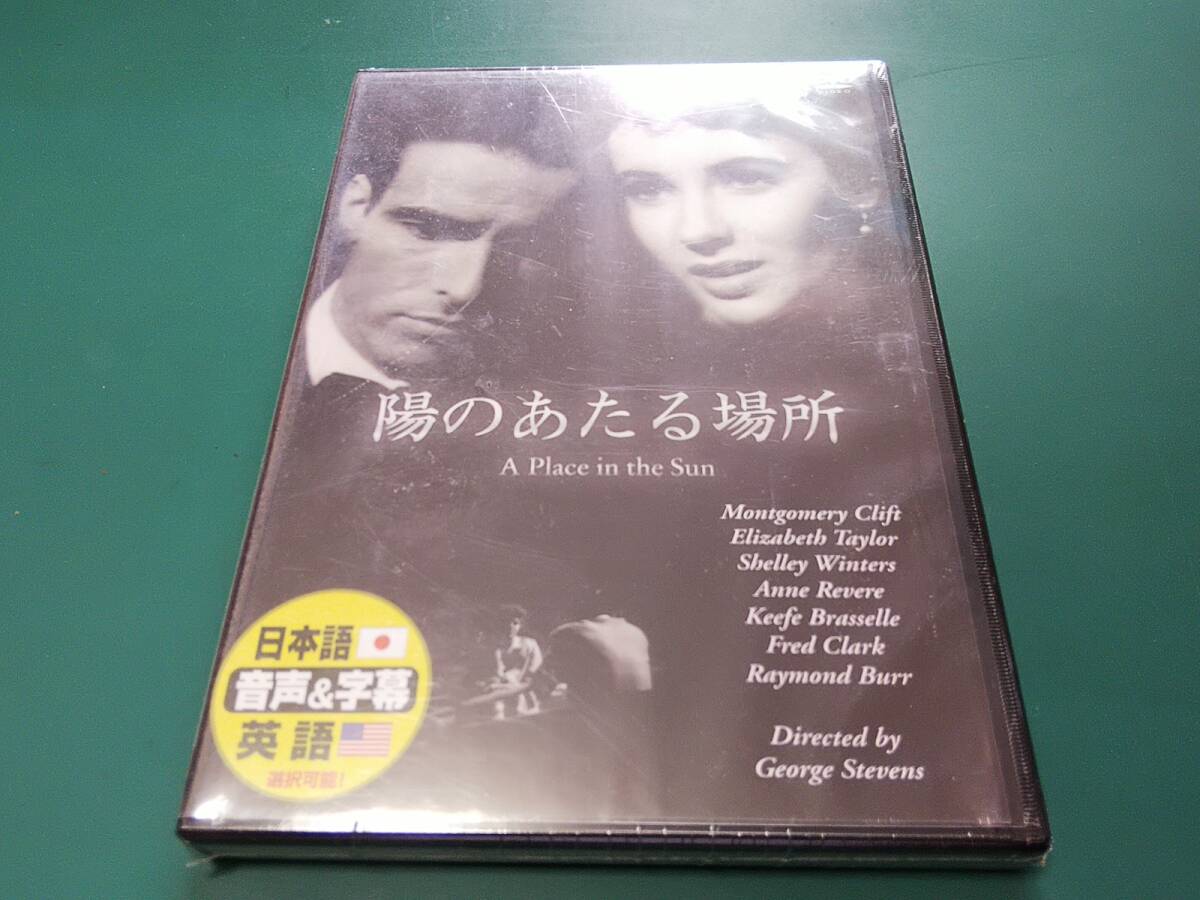 VIDEO
陽のあたる場所
A Place in the Sun
Montgomery Clift
Elizabeth Taylor
Shelley Winters
Anne Revere
Keefe Brasselle
Fred Clark
Raymond Burr
Directed by
George Stevens
日本語
音声&字幕
英語
選択可能!